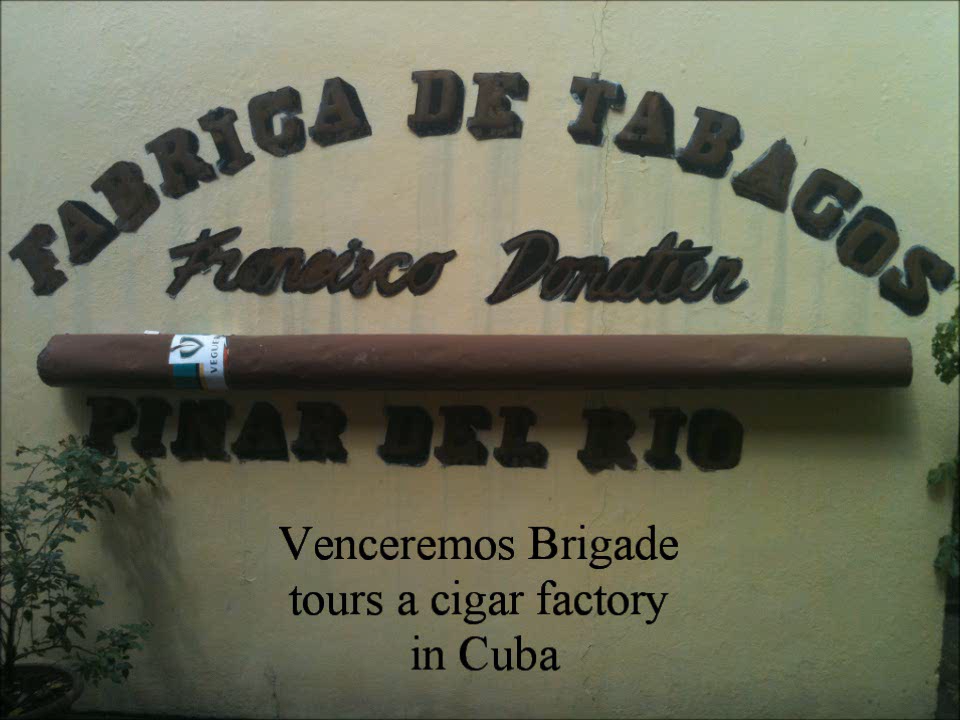 FABRICA DE TABACOS
Francisco Donatien
PINAR DEL RIO
Venceremos Brigade
tours a cigar factory
in Cuba